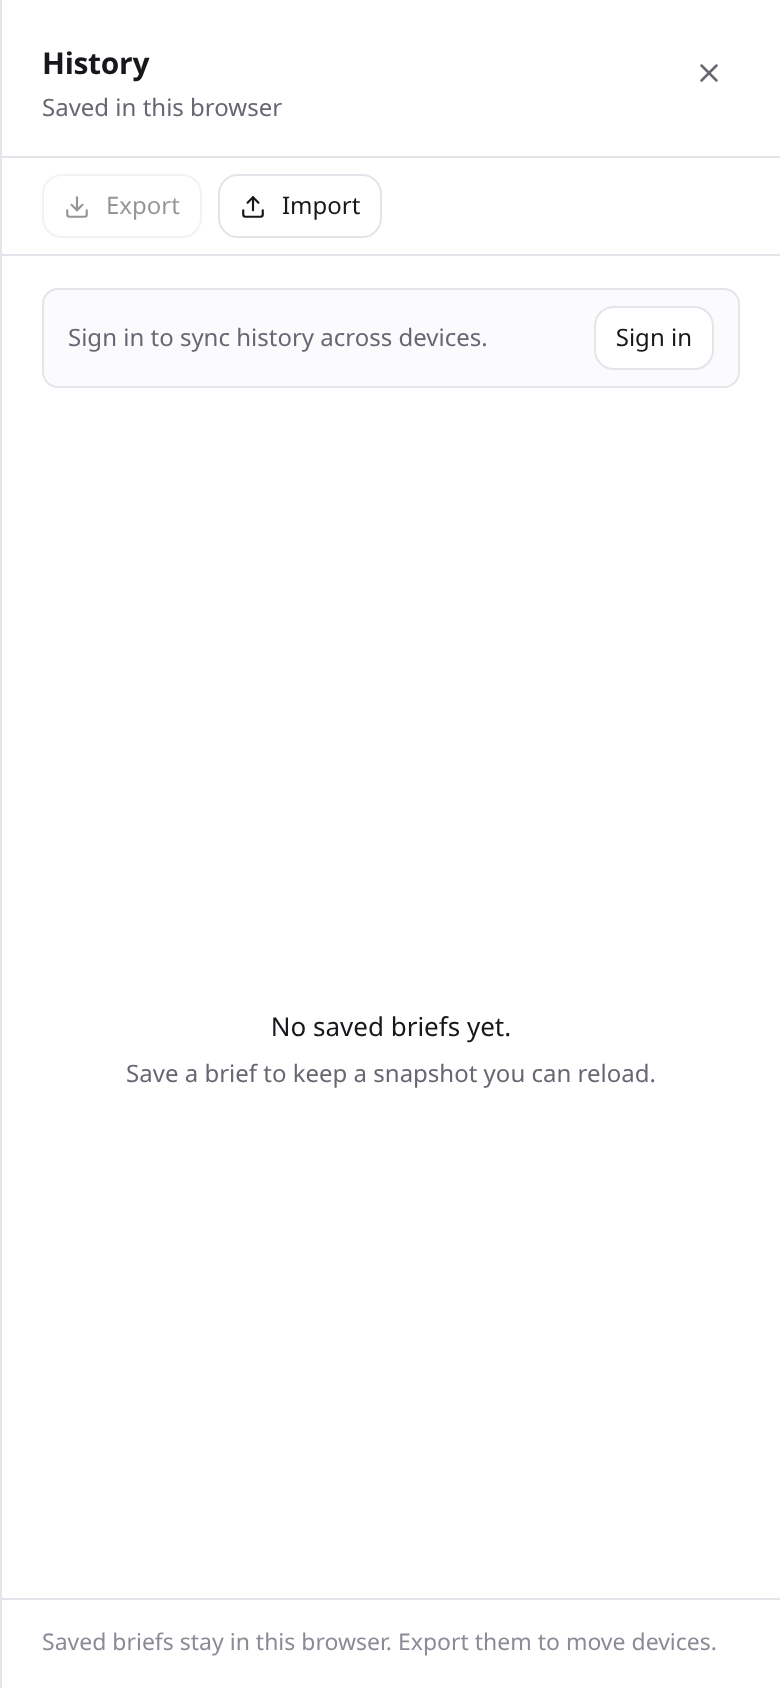 History
Saved in this browser
Export
Import
Sign in to sync history across devices.
Sign in
No saved briefs yet.
Save a brief to keep a snapshot you can reload.
Saved briefs stay in this browser. Export them to move devices.